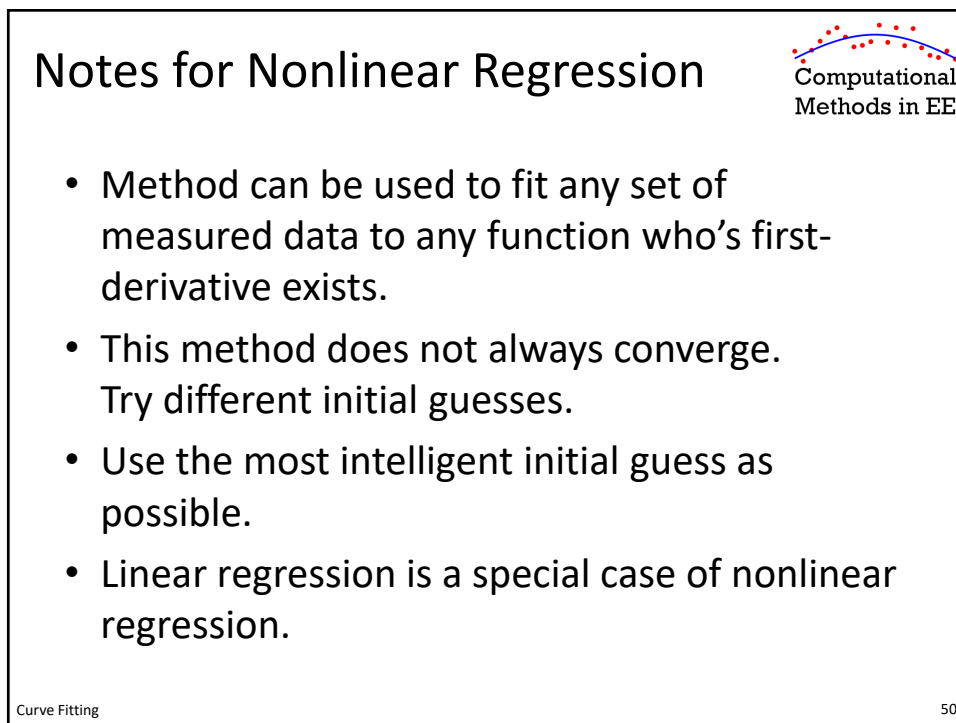 Notes for Nonlinear Regression
Computational
Methods in EE
• Method can be used to fit any set of
measured data to any function who’s first-
derivative exists.
• This method does not always converge.
Try different initial guesses.
• Use the most intelligent initial guess as
possible.
• Linear regression is a special case of nonlinear
regression.
Curve Fitting
50